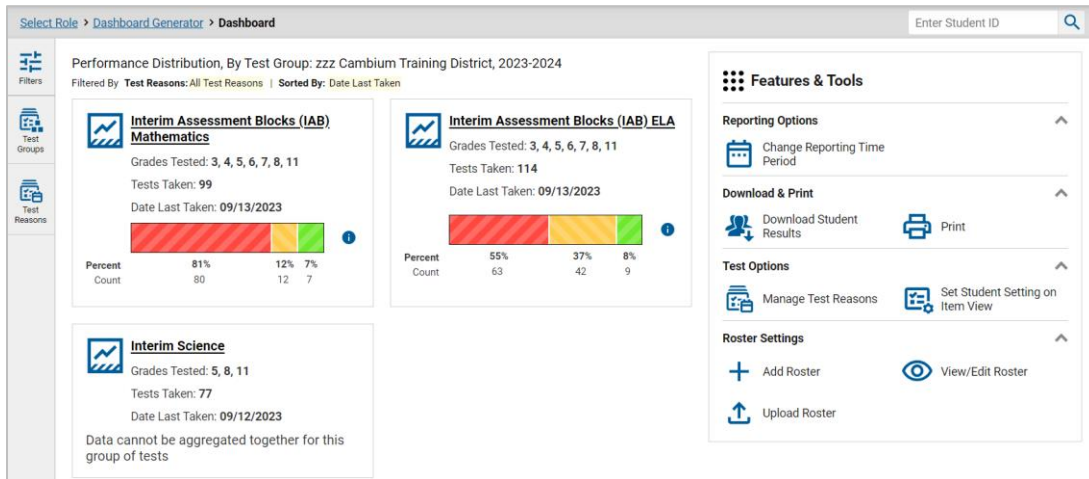 Select Role > Dashboard Generator > Dashboard
Enter Student ID
Filters
Test
Groups
Test
Reasons
Performance Distribution, By Test Group: zzz Cambium Training District, 2023-2024
Filtered By Test Reasons: All Test Reasons | Sorted By: Date Last Taken
Interim Assessment Blocks (IAB)
Mathematics
Grades Tested: 3, 4, 5, 6, 7, 8, 11
Tests Taken: 99
Date Last Taken: 09/13/2023
Percent 81% 12% 7%
Count 80 12 7
Interim Assessment Blocks (IAB) ELA
Grades Tested: 3, 4, 5, 6, 7, 8, 11
Tests Taken: 114
Date Last Taken: 09/13/2023
Percent 55% 37% 8%
Count 63 42 9
Interim Science
Grades Tested: 5, 8, 11
Tests Taken: 77
Date Last Taken: 09/12/2023
Data cannot be aggregated together for this
group of tests
Features & Tools
Reporting Options
Change Reporting Time
Period
Download & Print
Download Student
Results
Print
Test Options
Manage Test Reasons
Set Student Setting on
Item View
Roster Settings
Add Roster
View/Edit Roster
Upload Roster